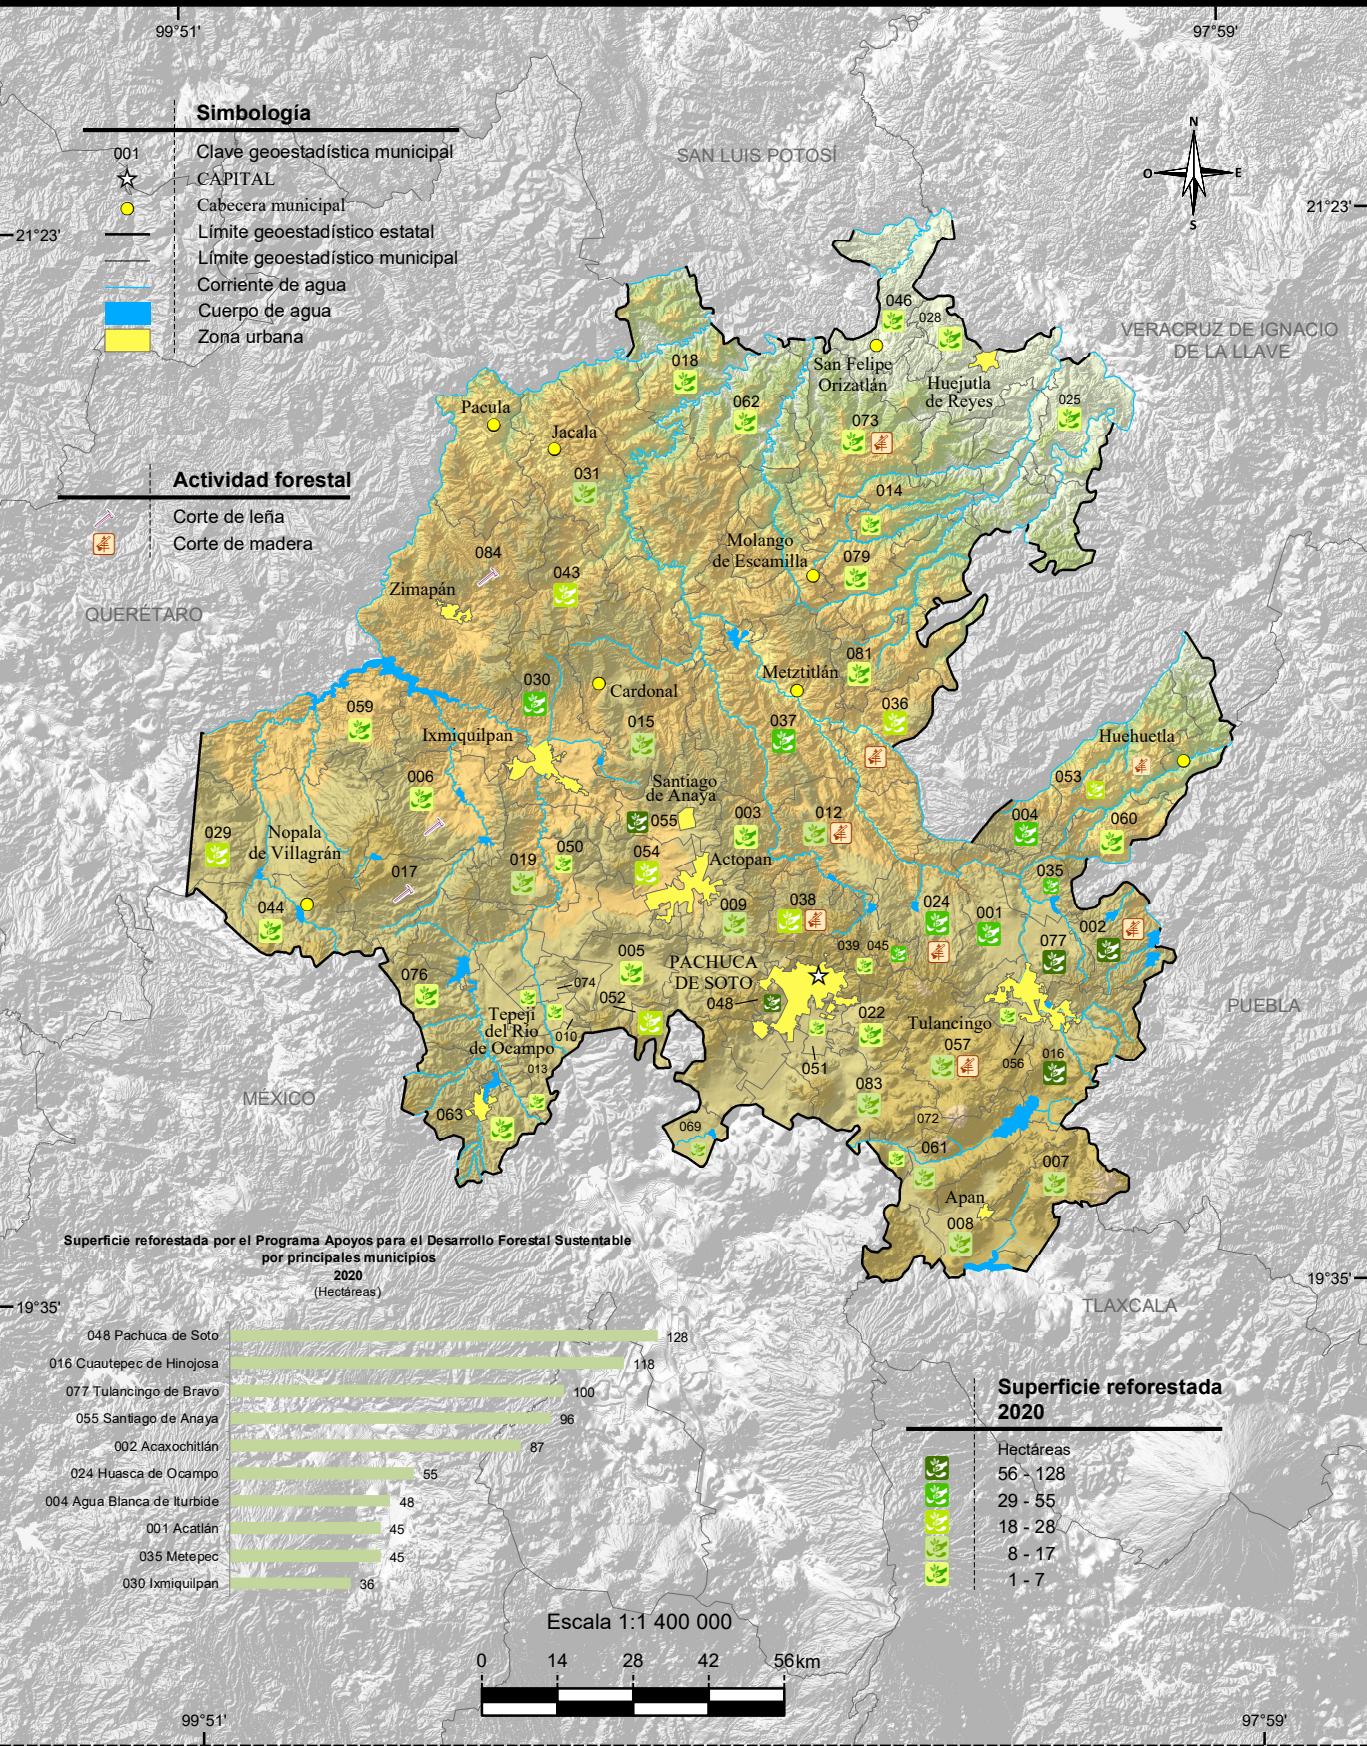 99°51'
97°59'
Simbología
001 Clave geoestadística municipal
CAPITAL
Cabecera municipal
Límite geoestadístico estatal
Límite geoestadístico municipal
Corriente de agua
Cuerpo de agua
Zona urbana
SAN LUIS POTOSÍ
N
O
E
S
21°23'
21°23'
VERACRUZ DE IGNACIO
DE LA LLAVE
046
028
San Felipe
Orizatlán
Huejutla
de Reyes
018
062
073
025
Pacula
Jacala
031
014
Actividad forestal
Corte de leña
Corte de madera
Molango
de Escamilla
079
084
043
Zimapán
QUERÉTARO
081
Metztitlán
030
Cardonal
036
059
Ixmiquilpan
015
037
Huehuetla
006
Santiago
de Anaya
053
003
012
004
060
055
029
Nopala
de Villagrán
050
054
Actopan
017
019
035
044
009
038
024
001
002
077
039
045
005
PACHUCA
DE SOTO
076
074
052
048
PUEBLA
Tepeji
del Río
de Ocampo
010
022
Tulancingo
057
056
016
013
051
MÉXICO
083
063
072
069
061
007
Apan
008
Superficie reforestada por el Programa Apoyos para el Desarrollo Forestal Sustentable
por principales municipios
2020
(Hectáreas)
19°35'
19°35'
TLAXCALA
048 Pachuca de Soto 128
016 Cuautepec de Hinojosa 118
077 Tulancingo de Bravo 100
055 Santiago de Anaya 96
002 Acaxochitlán 87
024 Huasca de Ocampo 55
004 Agua Blanca de Iturbide 48
001 Acatlán 45
035 Metepec 45
030 Ixmiquilpan 36
Superficie reforestada
2020
Hectáreas
56 - 128
29 - 55
18 - 28
8 - 17
1 - 7
Escala 1:1 400 000
0 14 28 42 56 km
99°51'
97°59'